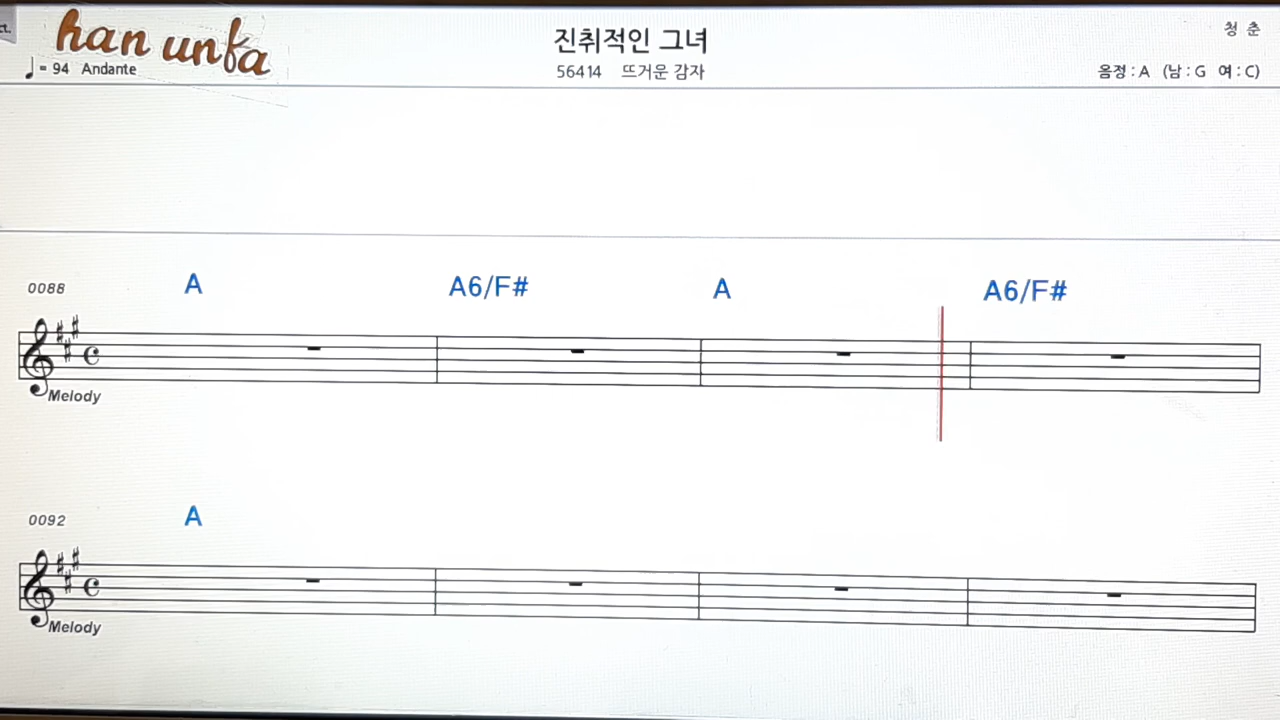 ct.
han unfa
진취적인 그녀
청 춘
♩= 94 Andante
56414 뜨거운 감자
음정 : A (남 : G 여 : C)
0088 A A6/F# A A6/F#
Melody
0092 A
Melody